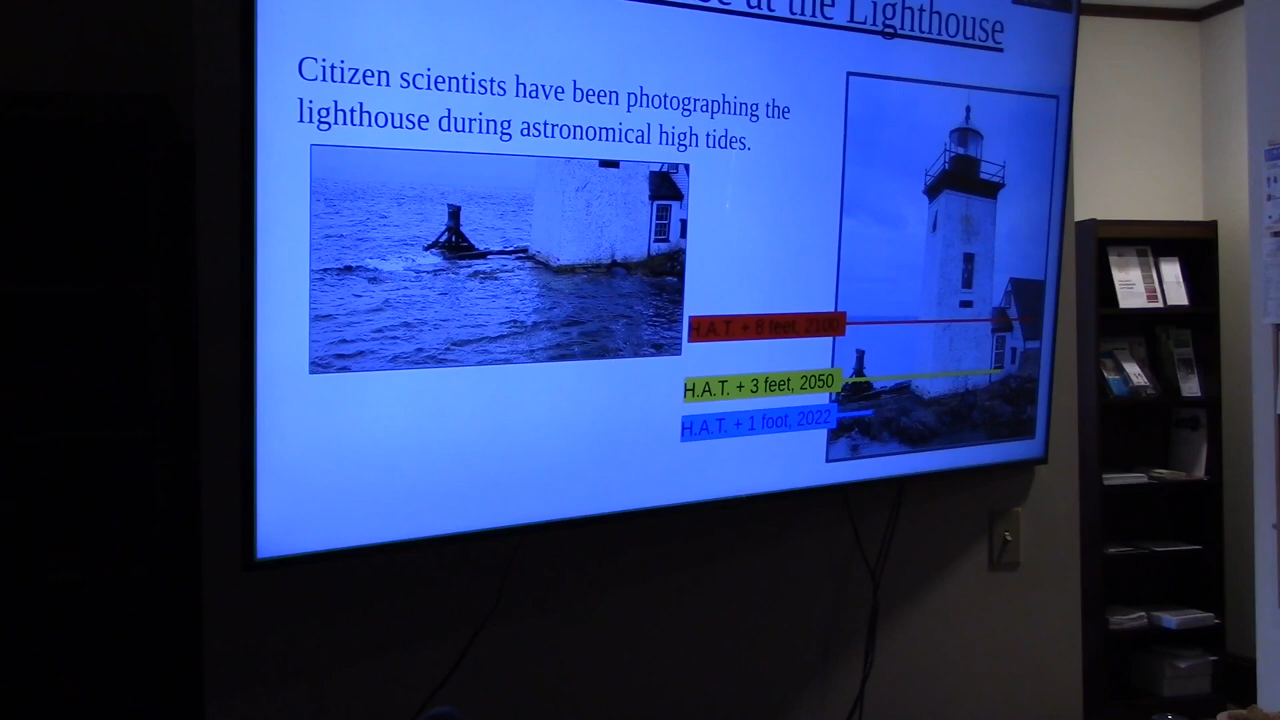 at the Lighthouse
Citizen scientists have been photographing the
lighthouse during astronomical high tides.
H.A.T. + 8 feet, 2100
H.A.T. + 3 feet, 2050
H.A.T. + 1 foot, 2022